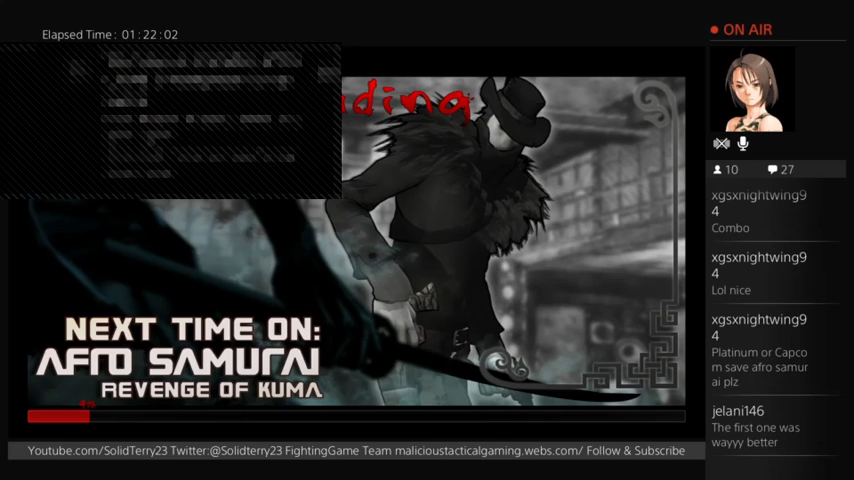 Elapsed Time : 01:22:02
ON AIR
10
27
xgsxnightwing9
4
Combo
xgsxnightwing9
4
Lol nice
xgsxnightwing9
4
Platinum or Capco
m save afro samur
ai plz
jelani146
The first one was
wayyy better
NEXT TIME ON:
AFRO SAMURAI
REVENGE OF KUMA
Youtube.com/SolidTerry23 Twitter:@Solidterry23 FightingGame Team malicioustacticalgaming.webs.com/ Follow & Subscribe